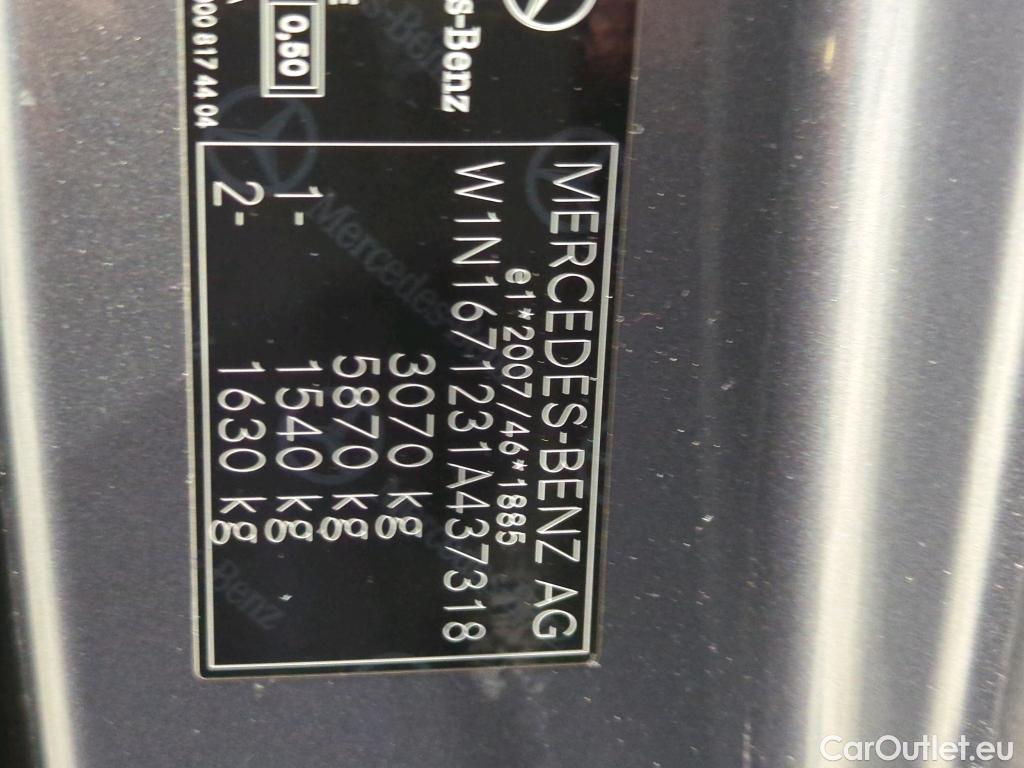 s-Benz
0,50
00 817 44 04
MERCEDES-BENZ AG
e1*2007/46*1885
W1N1671231A437318
3070 kg
5870 kg
1- 1540 kg
2- 1630 kg
CarOutlet.eu